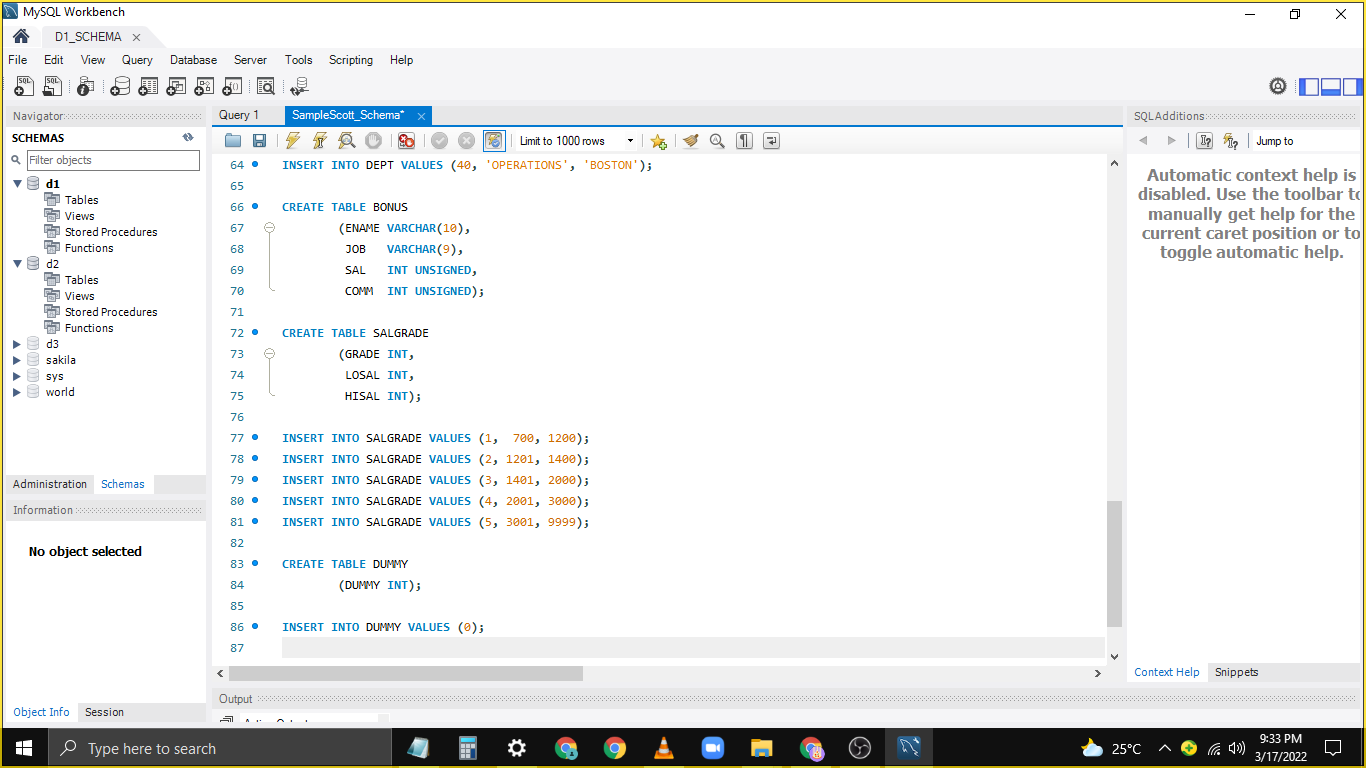 MySQL Workbench
D1_SCHEMA
File Edit View Query Database Server Tools Scripting Help
Navigator
SCHEMAS
Filter objects
d1
Tables
Views
Stored Procedures
Functions
d2
Tables
Views
Stored Procedures
Functions
d3
sakila
sys
world
Administration Schemas
Information
No object selected
Object Info Session
Query 1 SampleScott_Schema*
Limit to 1000 rows
64 INSERT INTO DEPT VALUES (40, 'OPERATIONS', 'BOSTON');
65
66 CREATE TABLE BONUS
67 (ENAME VARCHAR(10),
68 JOB VARCHAR(9),
69 SAL INT UNSIGNED,
70 COMM INT UNSIGNED);
71
72 CREATE TABLE SALGRADE
73 (GRADE INT,
74 LOSAL INT,
75 HISAL INT);
76
77 INSERT INTO SALGRADE VALUES (1, 700, 1200);
78 INSERT INTO SALGRADE VALUES (2, 1201, 1400);
79 INSERT INTO SALGRADE VALUES (3, 1401, 2000);
80 INSERT INTO SALGRADE VALUES (4, 2001, 3000);
81 INSERT INTO SALGRADE VALUES (5, 3001, 9999);
82
83 CREATE TABLE DUMMY
84 (DUMMY INT);
85
86 INSERT INTO DUMMY VALUES (0);
87
Output
SQLAdditions
Jump to
Automatic context help is
disabled. Use the toolbar to
manually get help for the
current caret position or to
toggle automatic help.
Context Help Snippets
Type here to search
25°C
9:33 PM
3/17/2022